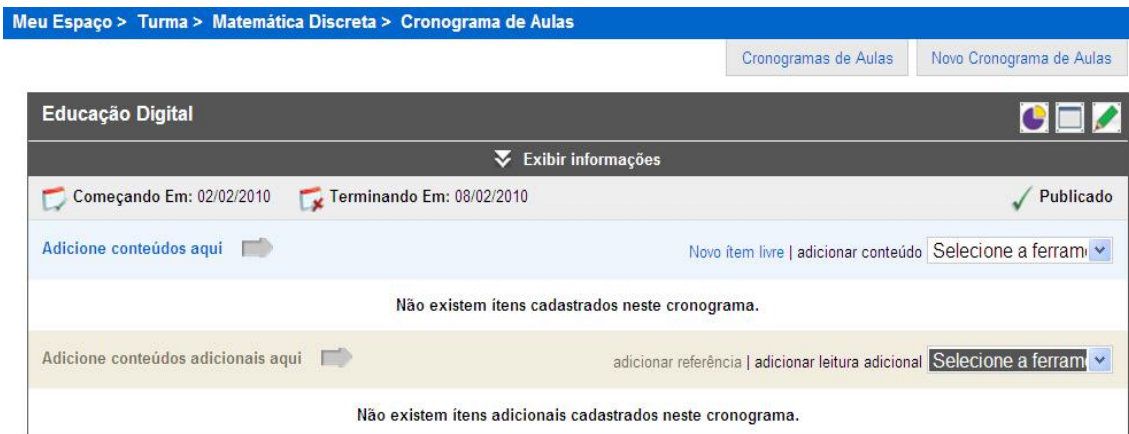 Meu Espaço > Turma > Matemática Discreta > Cronograma de Aulas
Cronogramas de Aulas Novo Cronograma de Aulas
Educação Digital
Exibir informações
Começando Em: 02/02/2010 Terminando Em: 08/02/2010 Publicado
Adicione conteúdos aqui Novo ítem livre | adicionar conteúdo Selecione a ferram
Não existem ítens cadastrados neste cronograma.
Adicione conteúdos adicionais aqui adicionar referência | adicionar leitura adicional Selecione a ferram
Não existem ítens adicionais cadastrados neste cronograma.